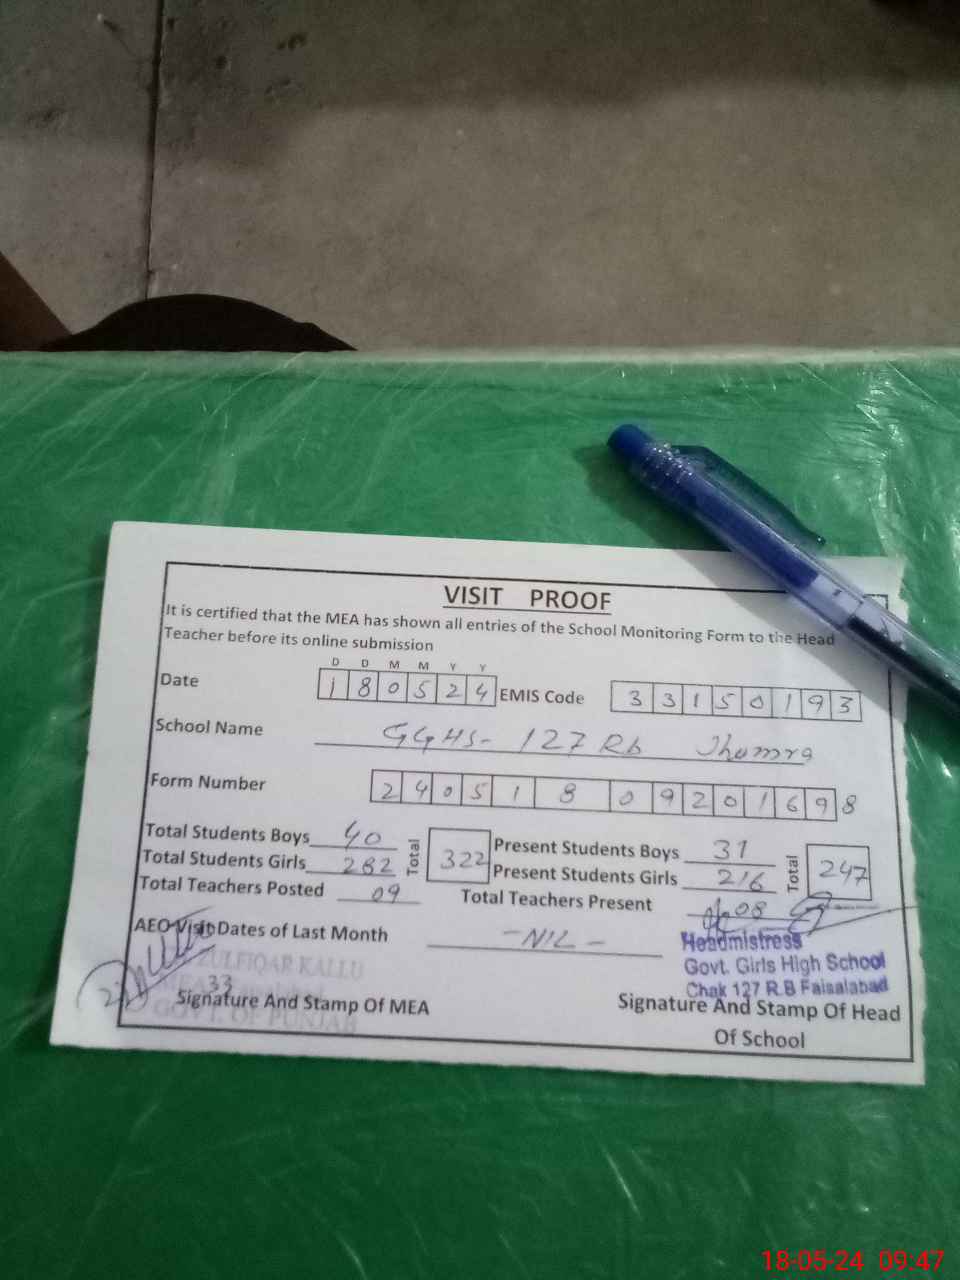 VISIT PROOF
It is certified that the MEA has shown all entries of the School Monitoring Form to the Head
Teacher before its online submission
D D M M Y Y
Date 1 8 0 5 2 4 EMIS Code 3 3 1 5 0 1 9 3
School Name GGHS- 127 Rb Jhumra
Form Number 2 4 0 5 1 8 0 9 2 0 1 6 9 8
Total Students Boys 40 Total 322 Present Students Boys 31 Total 247
Total Students Girls 282 Present Students Girls 216
Total Teachers Posted 09 Total Teachers Present 08
AEO Visit Dates of Last Month -NIL-
Headmistress
ZULFIQAR KALLU
Govt. Girls High School
Chak 127 R.B Faisalabad
33
Signature And Stamp Of MEA Signature And Stamp Of Head
GOVT. OF PUNJAB
Of School
18-05-24 09:47